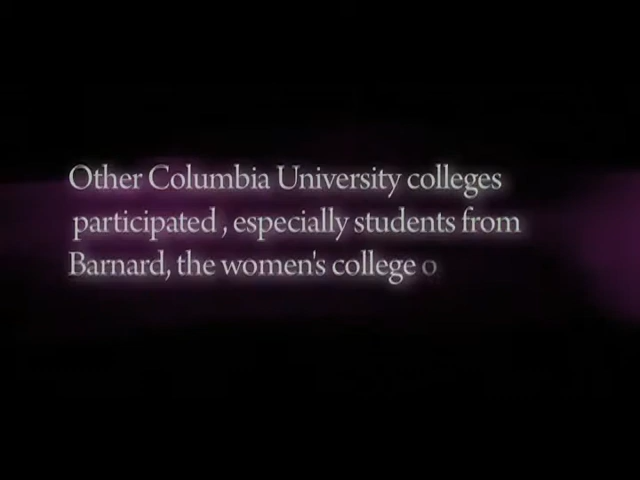 Other Columbia University colleges
participated , especially students from
Barnard, the women's college o